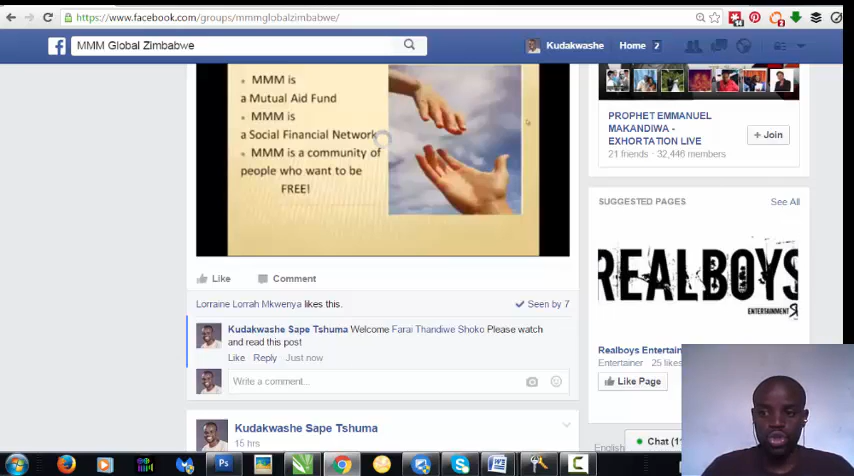 https://www.facebook.com/groups/mmmglobalzimbabwe/
MMM Global Zimbabwe
Kudakwashe
Home 2
MMM is
a Mutual Aid Fund
MMM is
a Social Financial Network
MMM is a community of
people who want to be
FREE!
Like Comment
Lorraine Lorrah Mkwenya likes this.
Seen by 7
Kudakwashe Sape Tshuma Welcome Farai Thandiwe Shoko Please watch
and read this post
Like Reply Just now
Write a comment...
Kudakwashe Sape Tshuma
15 hrs
PROPHET EMMANUEL
MAKANDIWA -
EXHORTATION LIVE
+ Join
21 friends · 32,446 members
SUGGESTED PAGES See All
REALBOYS
ENTERTAINMENT
Realboys
Entertainer · 25 likes
Like Page
English
Chat
Ps
W